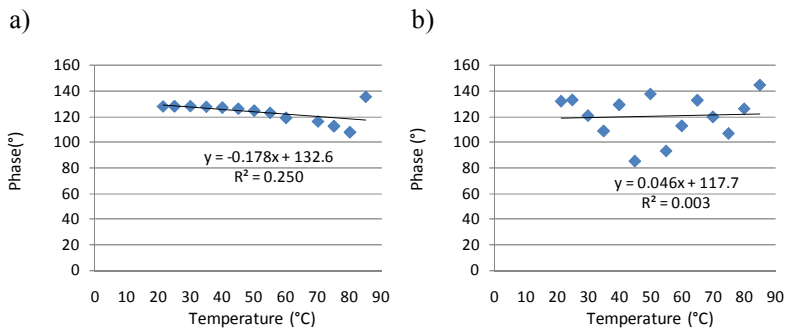 a)
160
140
120
100
80
60
40
20
0
Phase(°)
y = -0.178x + 132.6
R² = 0.250
0 10 20 30 40 50 60 70 80 90
Temperature (°C)
b)
160
140
120
100
80
60
40
20
0
Phase (°)
y = 0.046x + 117.7
R² = 0.003
0 10 20 30 40 50 60 70 80 90
Temperature (°C)